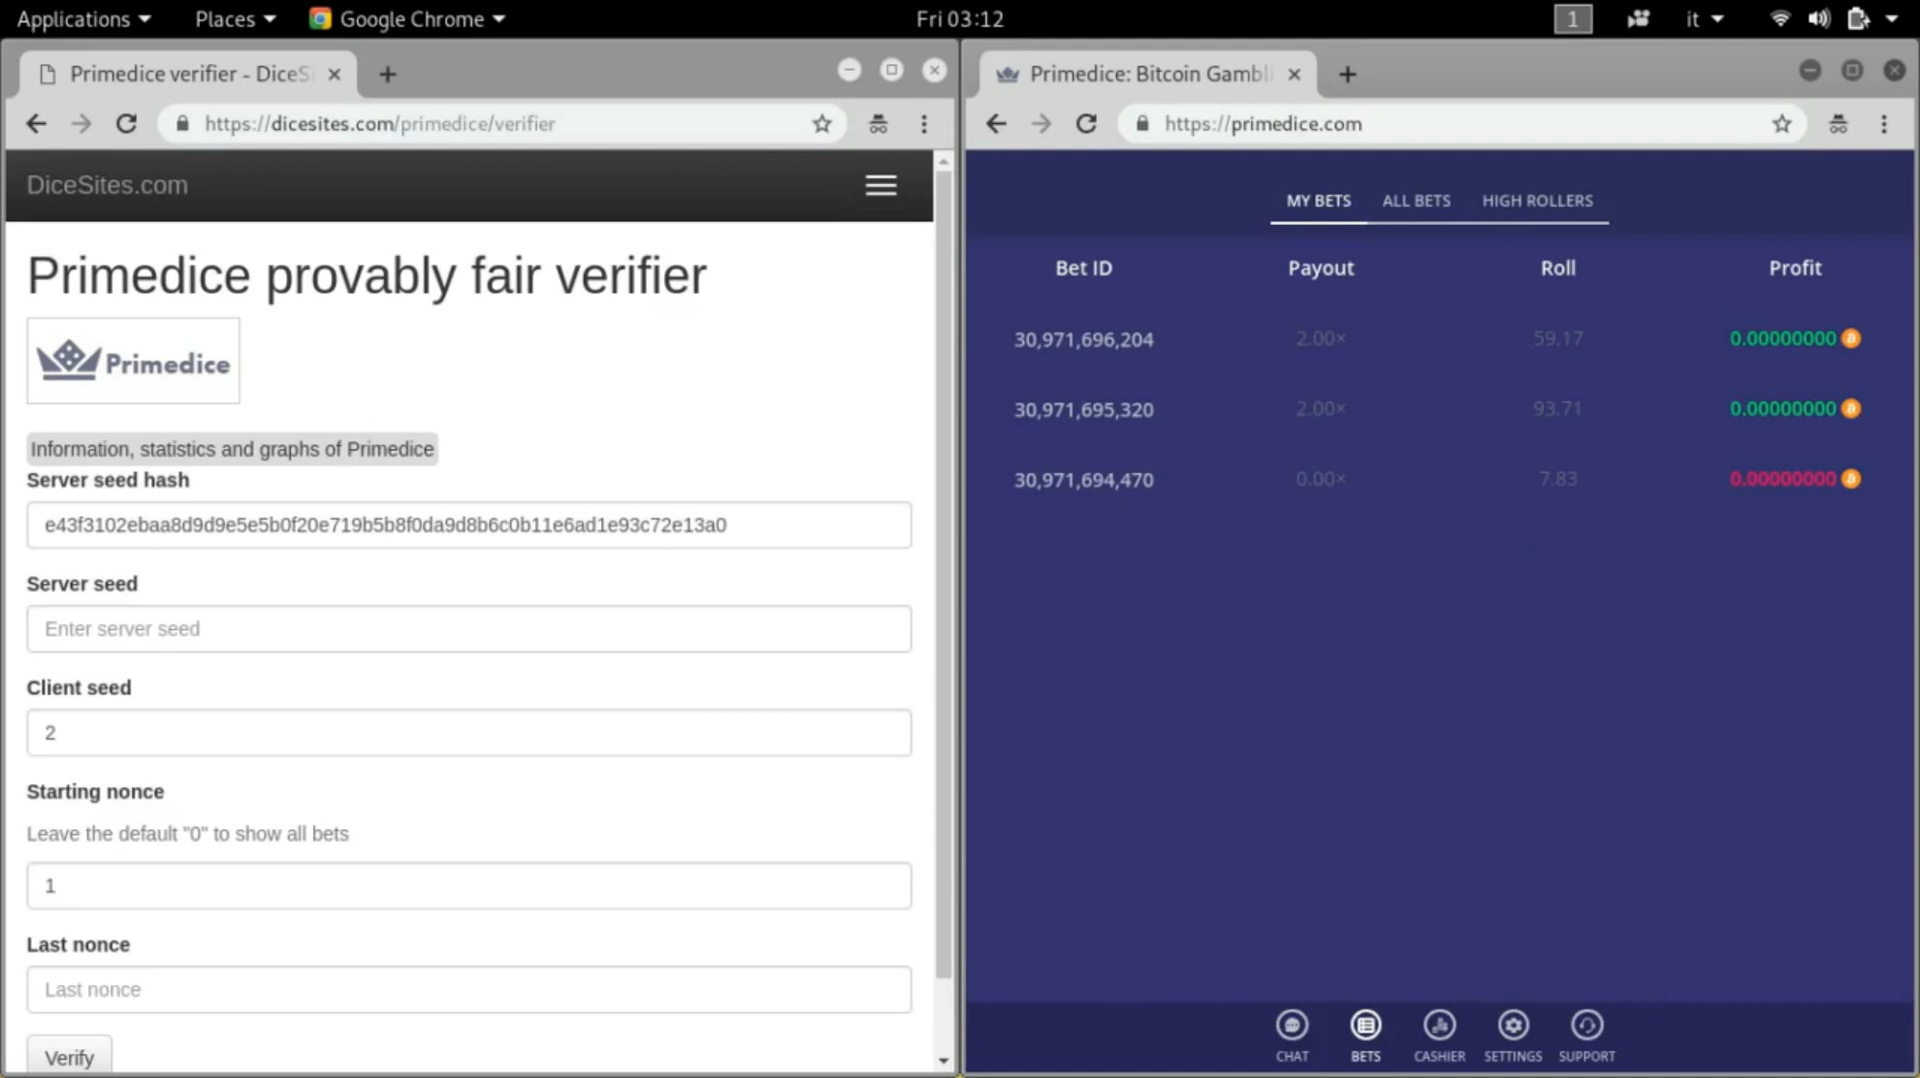 Applications
Places
Google Chrome
Fri 03:12
1
it
Primedice verifier - DiceSi
Primedice: Bitcoin Gambli
https://dicesites.com/primedice/verifier
https://primedice.com
DiceSites.com
Primedice provably fair verifier
Primedice
Information, statistics and graphs of Primedice
Server seed hash
e43f3102ebaa8d9d9e5e5b0f20e719b5b8f0da9d8b6c0b11e6ad1e93c72e13a0
Server seed
Enter server seed
Client seed
2
Starting nonce
Leave the default "0" to show all bets
1
Last nonce
Last nonce
Verify
MY BETS ALL BETS HIGH ROLLERS
Bet ID Payout Roll Profit
30,971,696,204 2.00× 59.17 0.00000000
30,971,695,320 2.00× 93.71 0.00000000
30,971,694,470 0.00× 7.83 0.00000000
CHAT BETS CASHIER SETTINGS SUPPORT